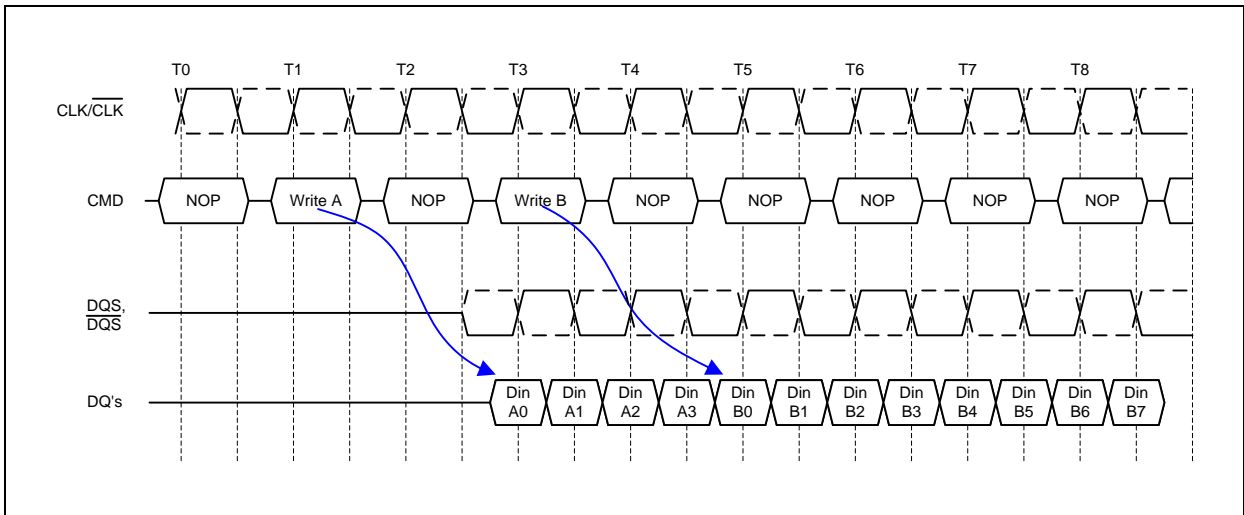 T0 T1 T2 T3 T4 T5 T6 T7 T8
CLK/CLK
CMD NOP Write A NOP Write B NOP NOP NOP NOP NOP
DQS,
DQS
DQ's Din A0 Din A1 Din A2 Din A3 Din B0 Din B1 Din B2 Din B3 Din B4 Din B5 Din B6 Din B7